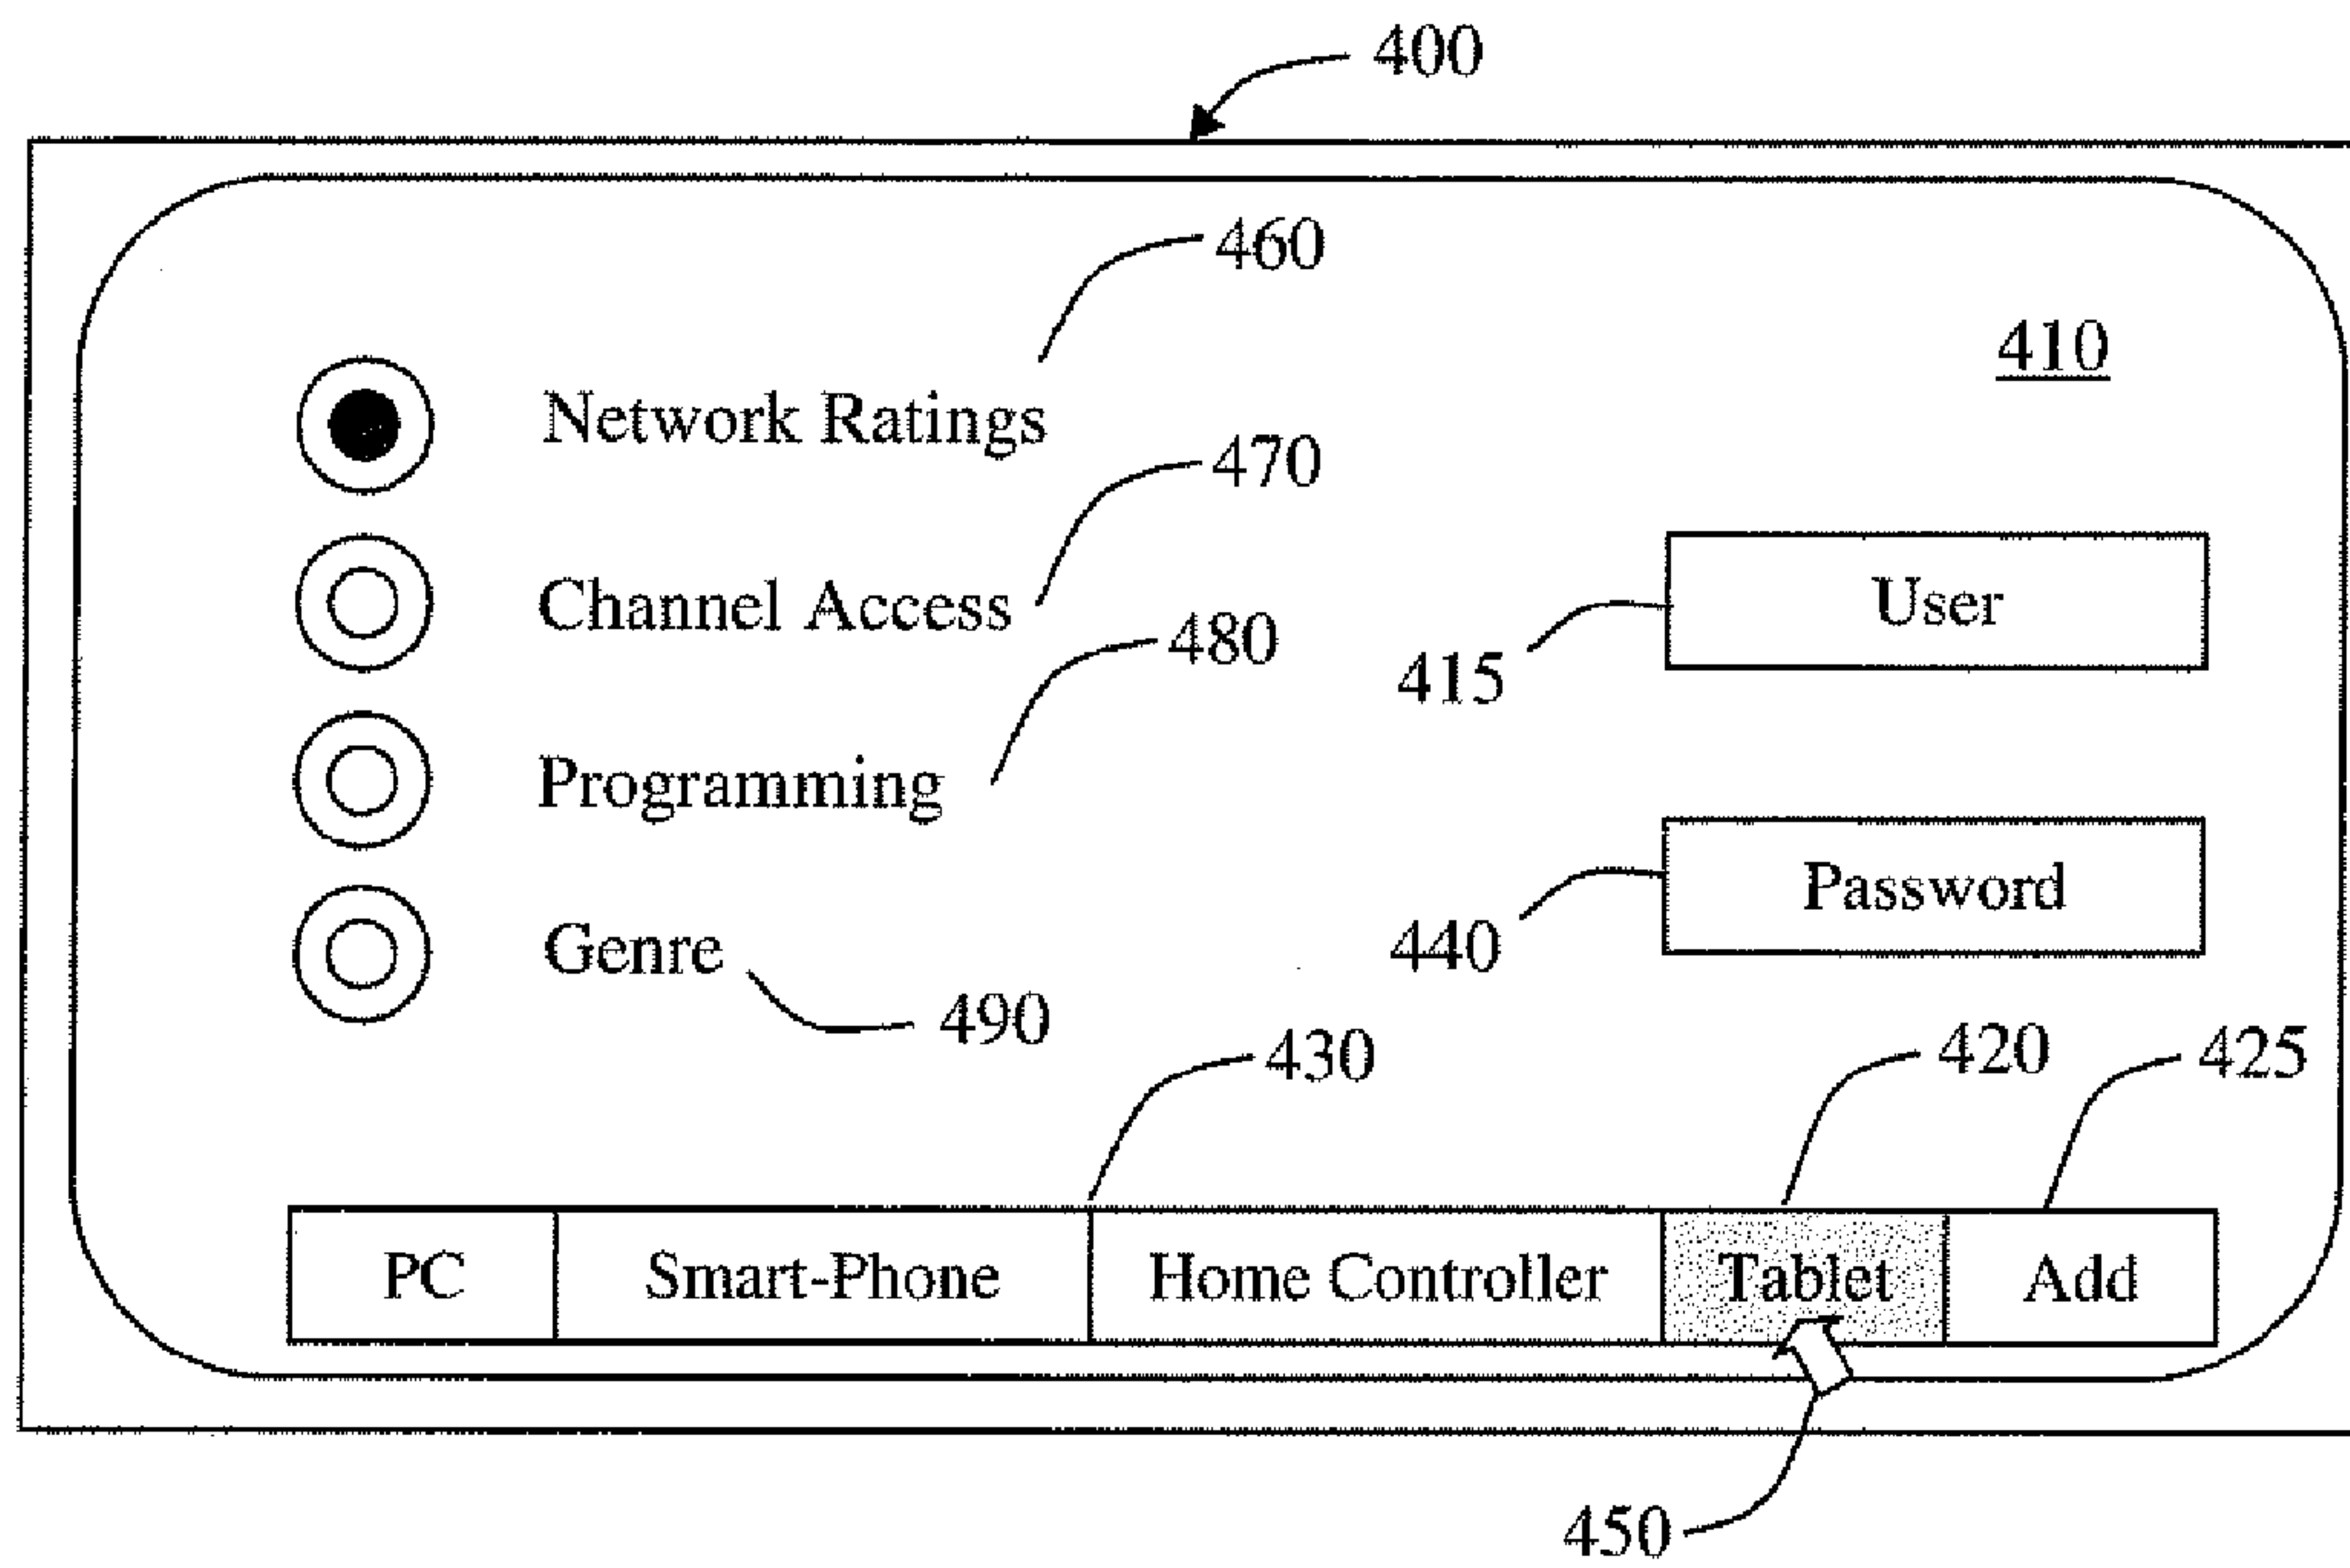 400
460
410
Network Ratings
470
Channel Access
User
480
415
Programming
Password
440
Genre
490
430
420
425
PC Smart-Phone Home Controller Tablet Add
450